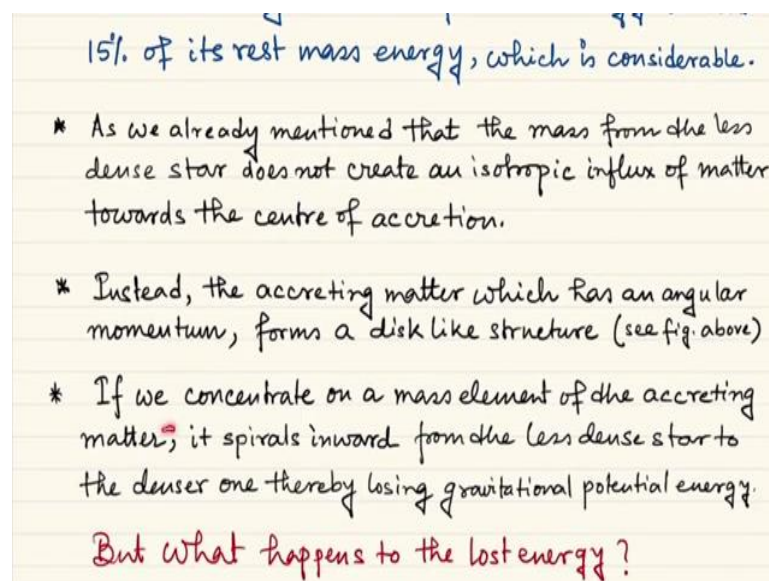 15% of its rest mass energy, which is considerable.
* As we already mentioned that the mass from the less
dense star does not create an isotropic influx of matter
towards the centre of accretion.
* Instead, the accreting matter which has an angular
momentum, forms a disk like structure (see fig. above)
* If we concentrate on a mass element of the accreting
matter, it spirals inward from the less dense star to
the denser one thereby losing gravitational potential energy.
But what happens to the lost energy?